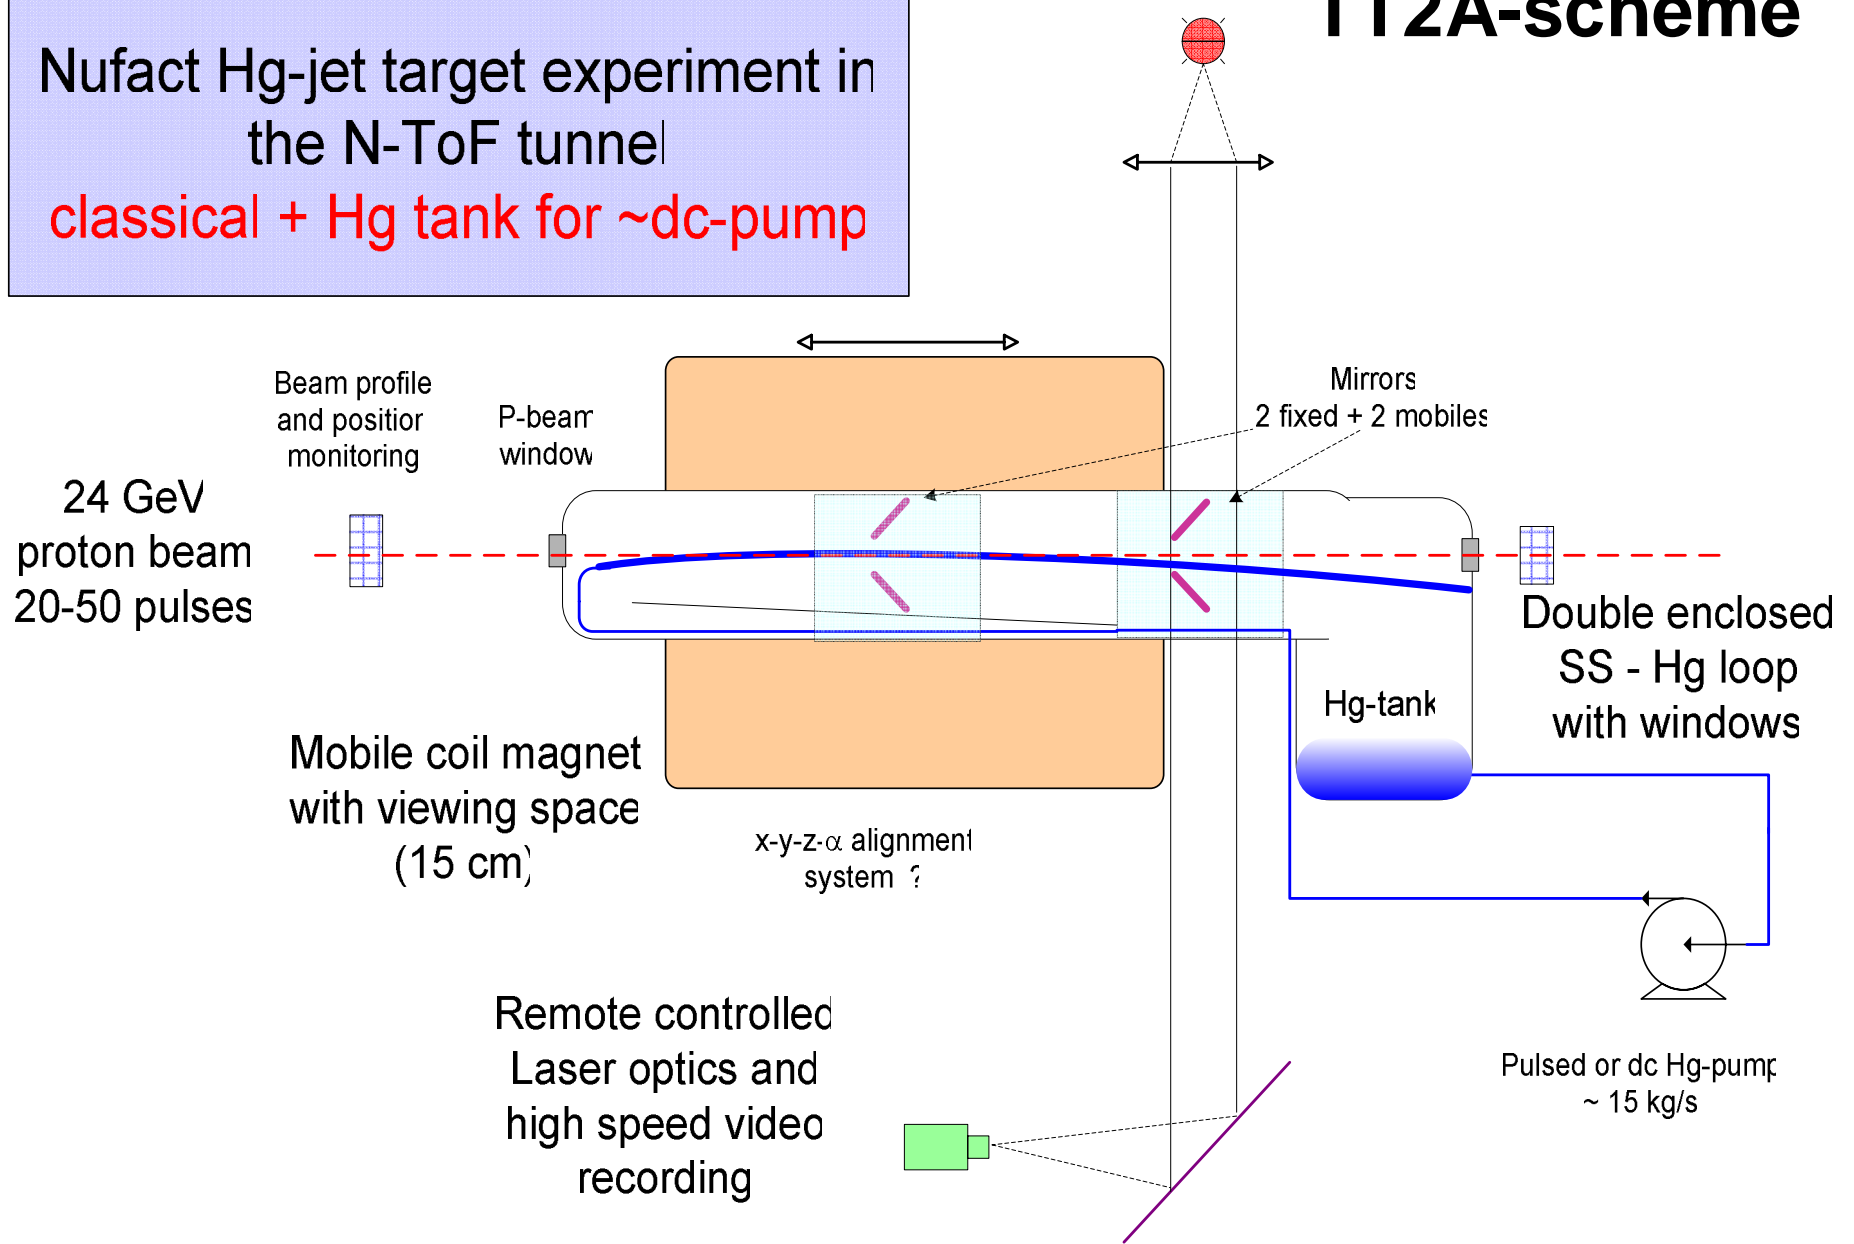 TT2A-scheme
Nufact Hg-jet target experiment in
the N-ToF tunnel
classical + Hg tank for ~dc-pump
Beam profile
and position
monitoring
P-beam
window
Mirrors
2 fixed + 2 mobiles
24 GeV
proton beam
20-50 pulses
Double enclosed
SS - Hg loop
with windows
Hg-tank
Mobile coil magnet
with viewing space
(15 cm)
x-y-z-α alignment
system ?
Remote controlled
Laser optics and
high speed video
recording
Pulsed or dc Hg-pump
~ 15 kg/s